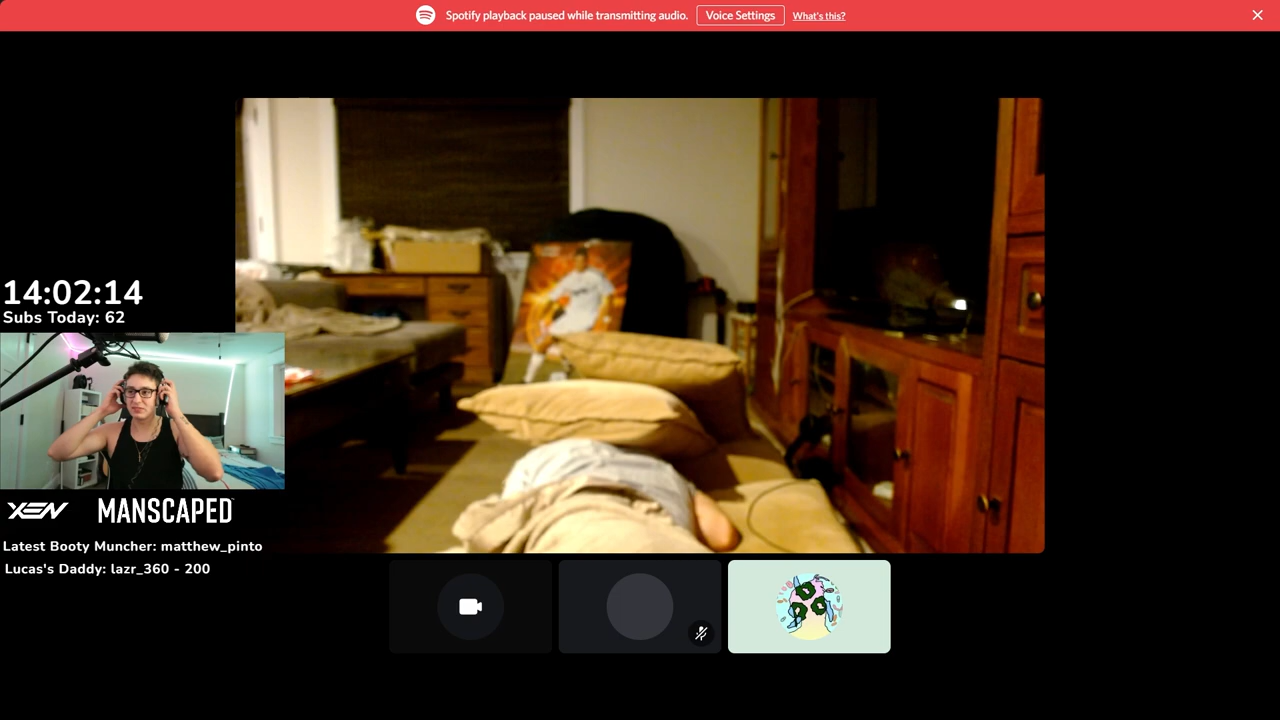 Spotify playback paused while transmitting audio. Voice Settings What's this?
14:02:14
Subs Today: 62
XEN MANSCAPED
Latest Booty Muncher: matthew_pinto
Lucas's Daddy: lazr_360 - 200